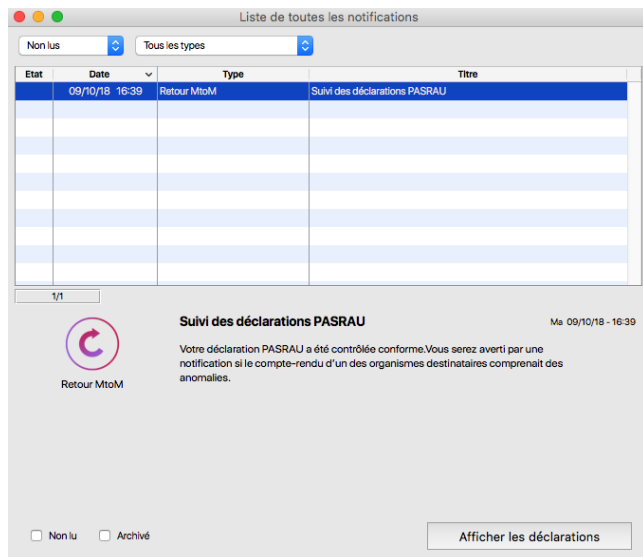 Liste de toutes les notifications
Non lus Tous les types
Etat Date Type Titre
09/10/18 16:39 Retour MtoM Suivi des déclarations PASRAU
1/1
Suivi des déclarations PASRAU Ma 09/10/18 - 16:39
Votre déclaration PASRAU a été contrôlée conforme.Vous serez averti par une
notification si le compte-rendu d'un des organismes destinataires comprenait des
anomalies.
Retour MtoM
Non lu Archivé Afficher les déclarations